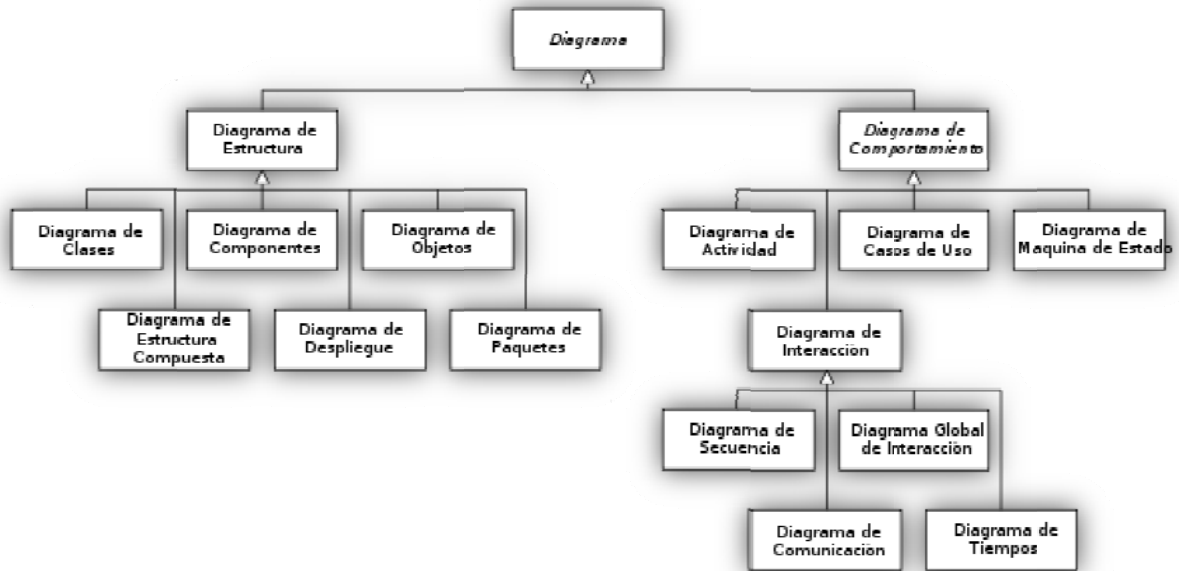 Diagrama
Diagrama de
Estructura
Diagrama de
Comportamiento
Diagrama de
Clases
Diagrama de
Componentes
Diagrama de
Objetos
Diagrama de
Actividad
Diagrama de
Casos de Uso
Diagrama de
Maquina de Estado
Diagrama de
Estructura
Compuesta
Diagrama de
Despliegue
Diagrama de
Paquetes
Diagrama de
Interacción
Diagrama de
Secuencia
Diagrama Global
de Interacción
Diagrama de
Comunicación
Diagrama de
Tiempos